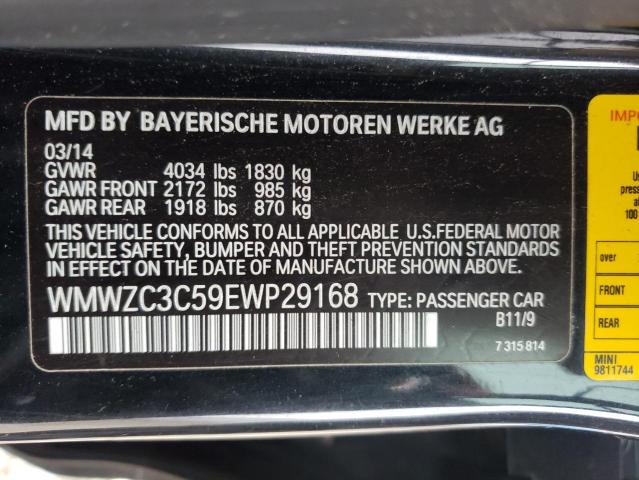 MFD BY BAYERISCHE MOTOREN WERKE AG
03/14
GVWR 4034 lbs 1830 kg
GAWR FRONT 2172 lbs 985 kg
GAWR REAR 1918 lbs 870 kg
THIS VEHICLE CONFORMS TO ALL APPLICABLE U.S.FEDERAL MOTOR
VEHICLE SAFETY, BUMPER AND THEFT PREVENTION STANDARDS
IN EFFECT ON THE DATE OF MANUFACTURE SHOWN ABOVE.
WMWZC3C59EWP29168 TYPE: PASSENGER CAR
B11/9
7 315 814
over
FRONT
REAR
MINI
9811744
100